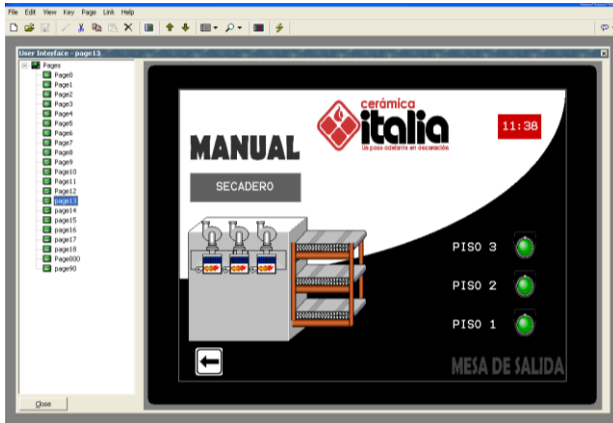 File Edit View Key Page Link Help
User Interface - page13
Pages
Page0
Page1
Page2
Page3
Page4
Page5
Page6
Page7
Page8
Page9
Page10
Page11
Page12
page13
page14
page15
page16
page17
page18
Page000
page90
Close
cerámica
italia
Un paso adelante en decoración
11:38
MANUAL
SECADERO
PISO 3
PISO 2
PISO 1
MESA DE SALIDA